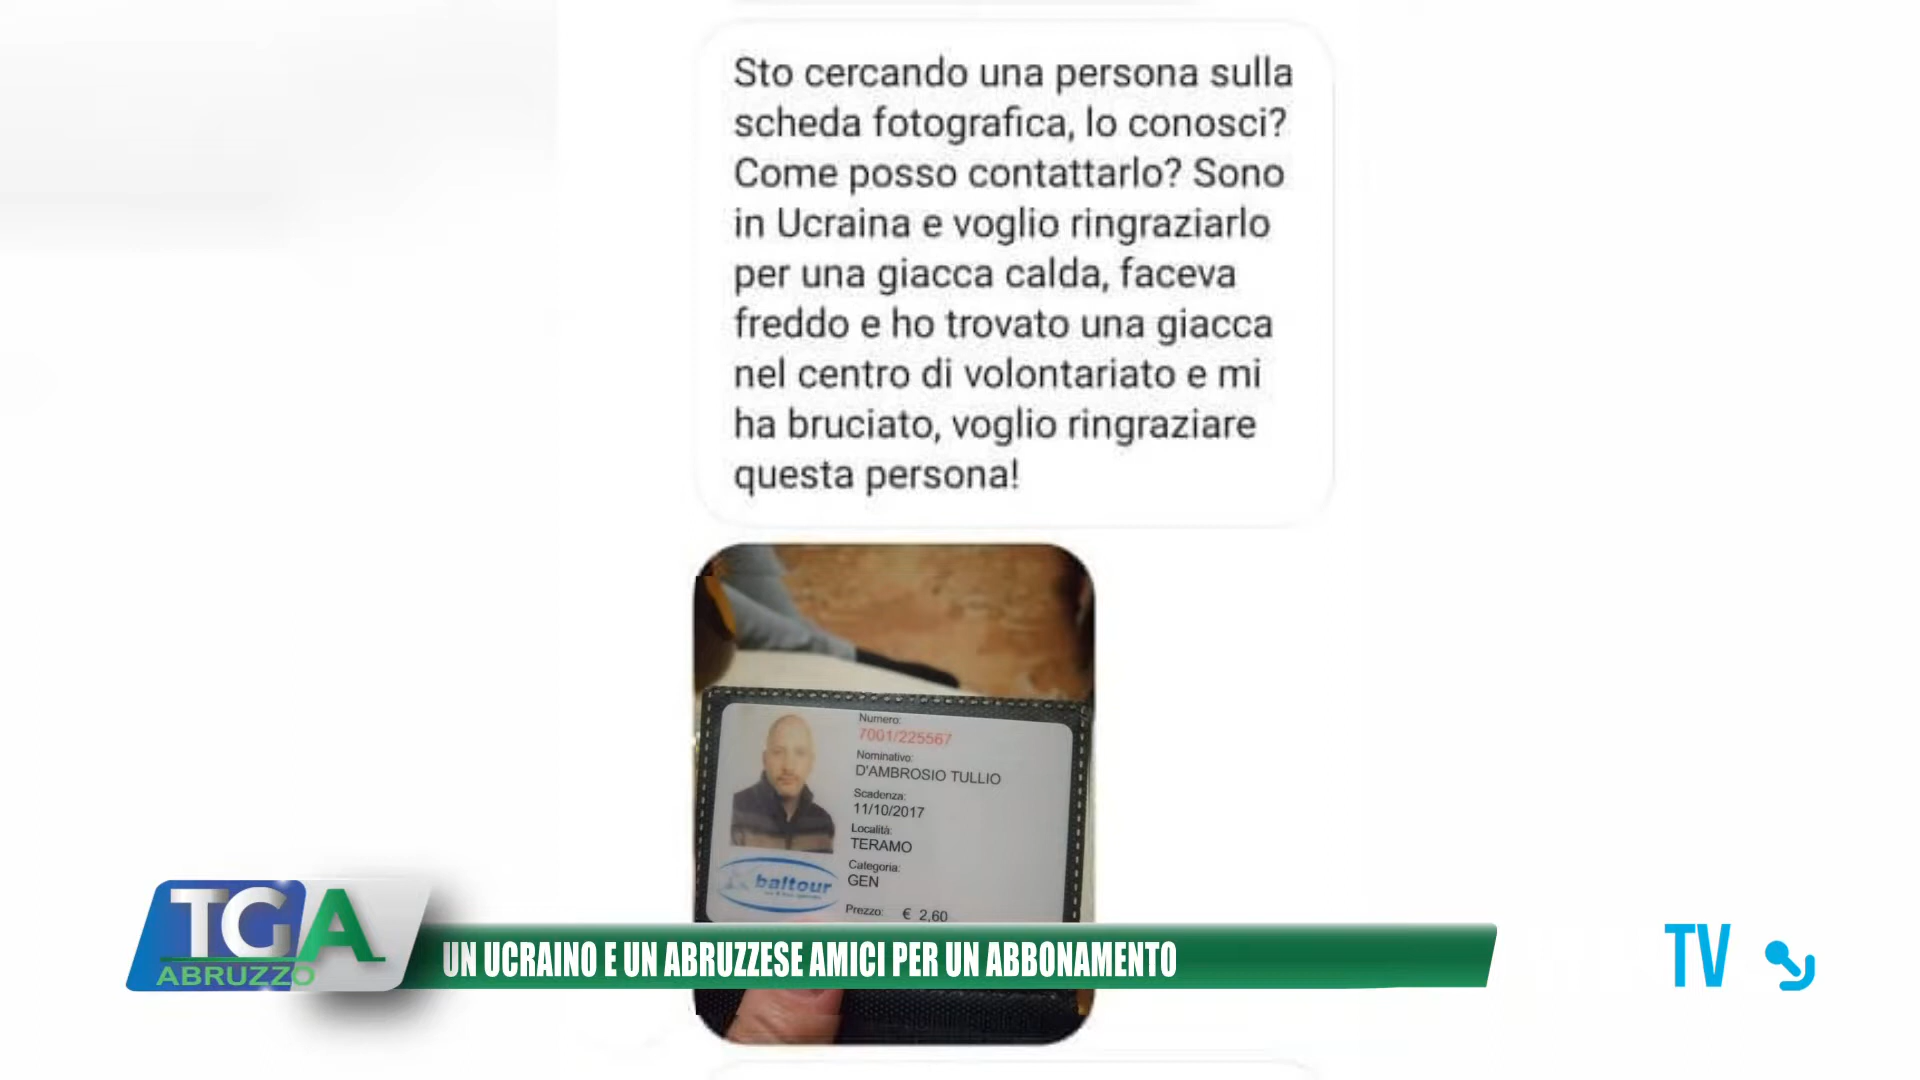 Sto cercando una persona sulla
scheda fotografica, lo conosci?
Come posso contattarlo? Sono
in Ucraina e voglio ringraziarlo
per una giacca calda, faceva
freddo e ho trovato una giacca
nel centro di volontariato e mi
ha bruciato, voglio ringraziare
questa persona!
Numero:
7001/225567
Nominativo:
D'AMBROSIO TULLIO
Scadenza:
11/10/2017
Località:
TERAMO
Categoria:
GEN
Prezzo: € 2,60
baltour
TGA
ABRUZZO
UN UCRAINO E UN ABRUZZESE AMICI PER UN ABBONAMENTO
TV